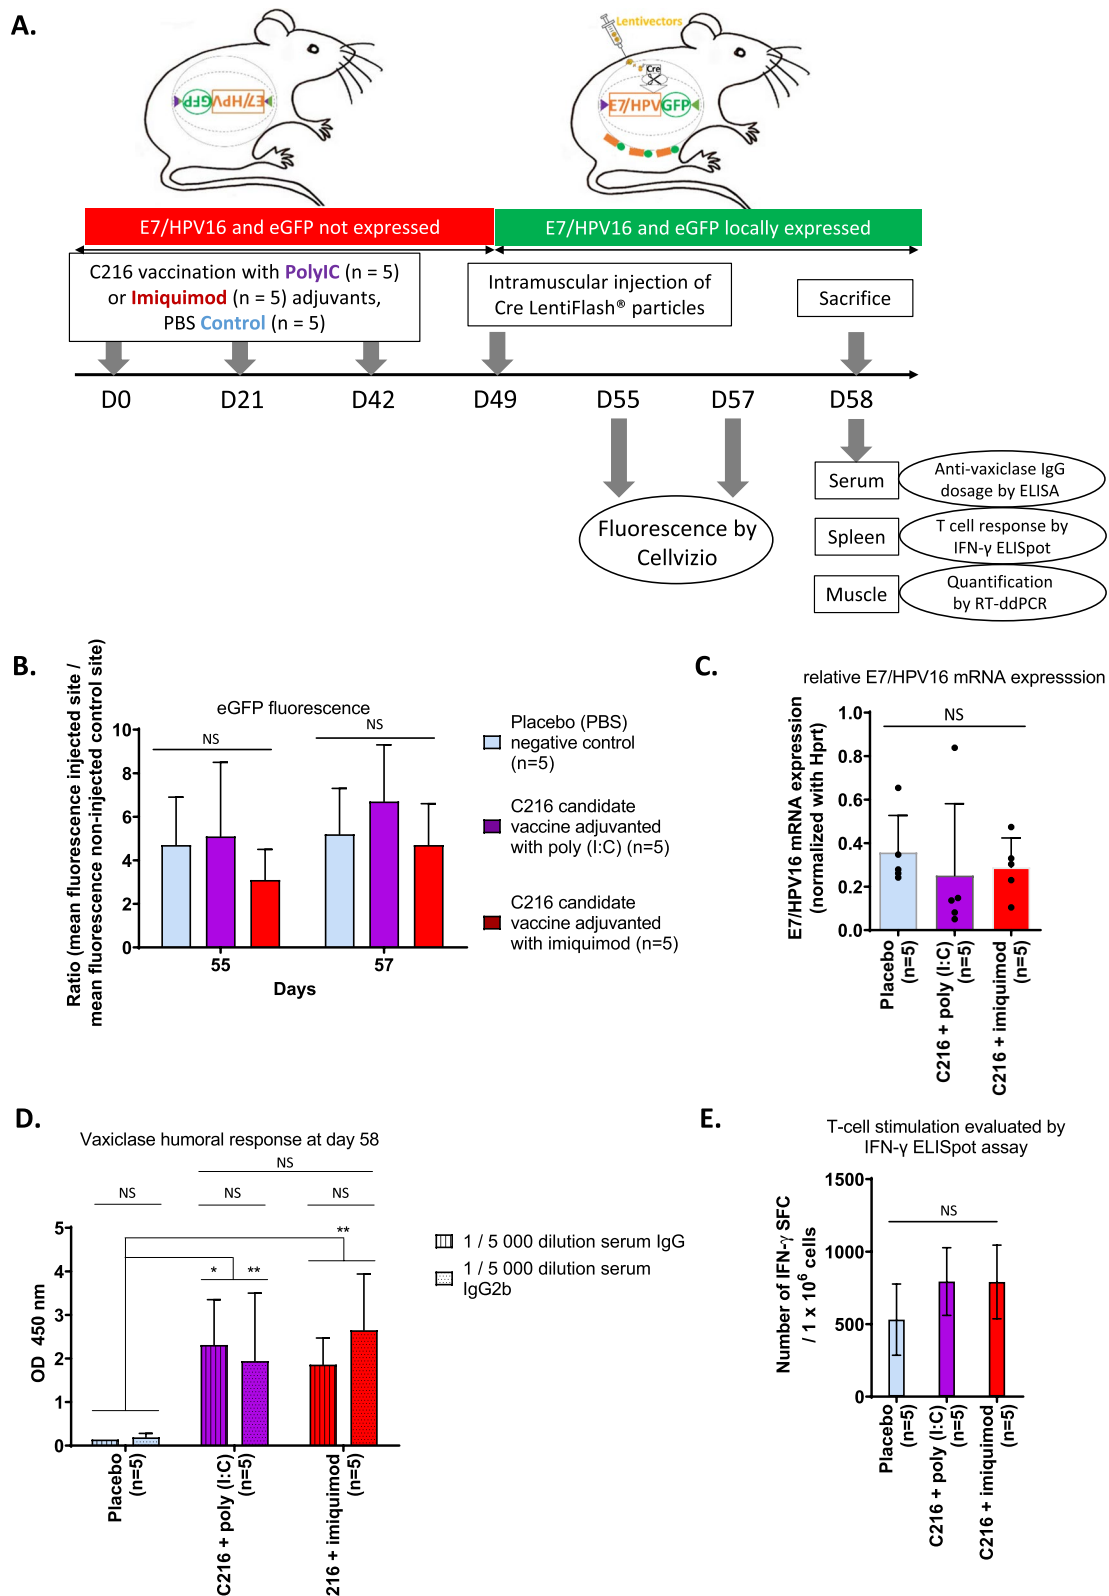 A.
Lentivectors
Cre
E7/HPV GFP
E7/HPV GFP
E7/HPV16 and eGFP not expressed
E7/HPV16 and eGFP locally expressed
C216 vaccination with PolyIC (n = 5)
or Imiquimod (n = 5) adjuvants,
PBS Control (n = 5)
Intramuscular injection of
Cre LentiFlash® particles
Sacrifice
D0 D21 D42 D49 D55 D57 D58
Fluorescence by
Cellvizio
Serum
Anti-vaxiclase IgG
dosage by ELISA
Spleen
T cell response by
IFN-γ ELISpot
Muscle
Quantification
by RT-ddPCR
B.
eGFP fluorescence
Ratio (mean fluorescence injected site /
mean fluorescence non-injected control site)
10
8
6
4
2
0
NS
NS
55 57
Days
Placebo (PBS)
negative control
(n=5)
C216 candidate
vaccine adjuvanted
with poly (I:C) (n=5)
C216 candidate
vaccine adjuvanted
with imiquimod (n=5)
C.
relative E7/HPV16 mRNA expresssion
E7/HPV16 mRNA expression
(normalized with Hprt)
1.0
0.8
0.6
0.4
0.2
0.0
NS
Placebo
(n=5)
C216 + poly (I:C)
(n=5)
C216 + imiquimod
(n=5)
D.
Vaxiclase humoral response at day 58
NS
NS NS NS
**
* **
OD 450 nm
5
4
3
2
1
0
Placebo
(n=5)
C216 + poly (I:C)
(n=5)
216 + imiquimod
(n=5)
1 / 5 000 dilution serum IgG
1 / 5 000 dilution serum
IgG2b
E.
T-cell stimulation evaluated by
IFN-γ ELISpot assay
Number of IFN-γ SFC
/ 1 x 10⁶ cells
1500
1000
500
0
NS
Placebo
(n=5)
C216 + poly (I:C)
(n=5)
C216 + imiquimod
(n=5)